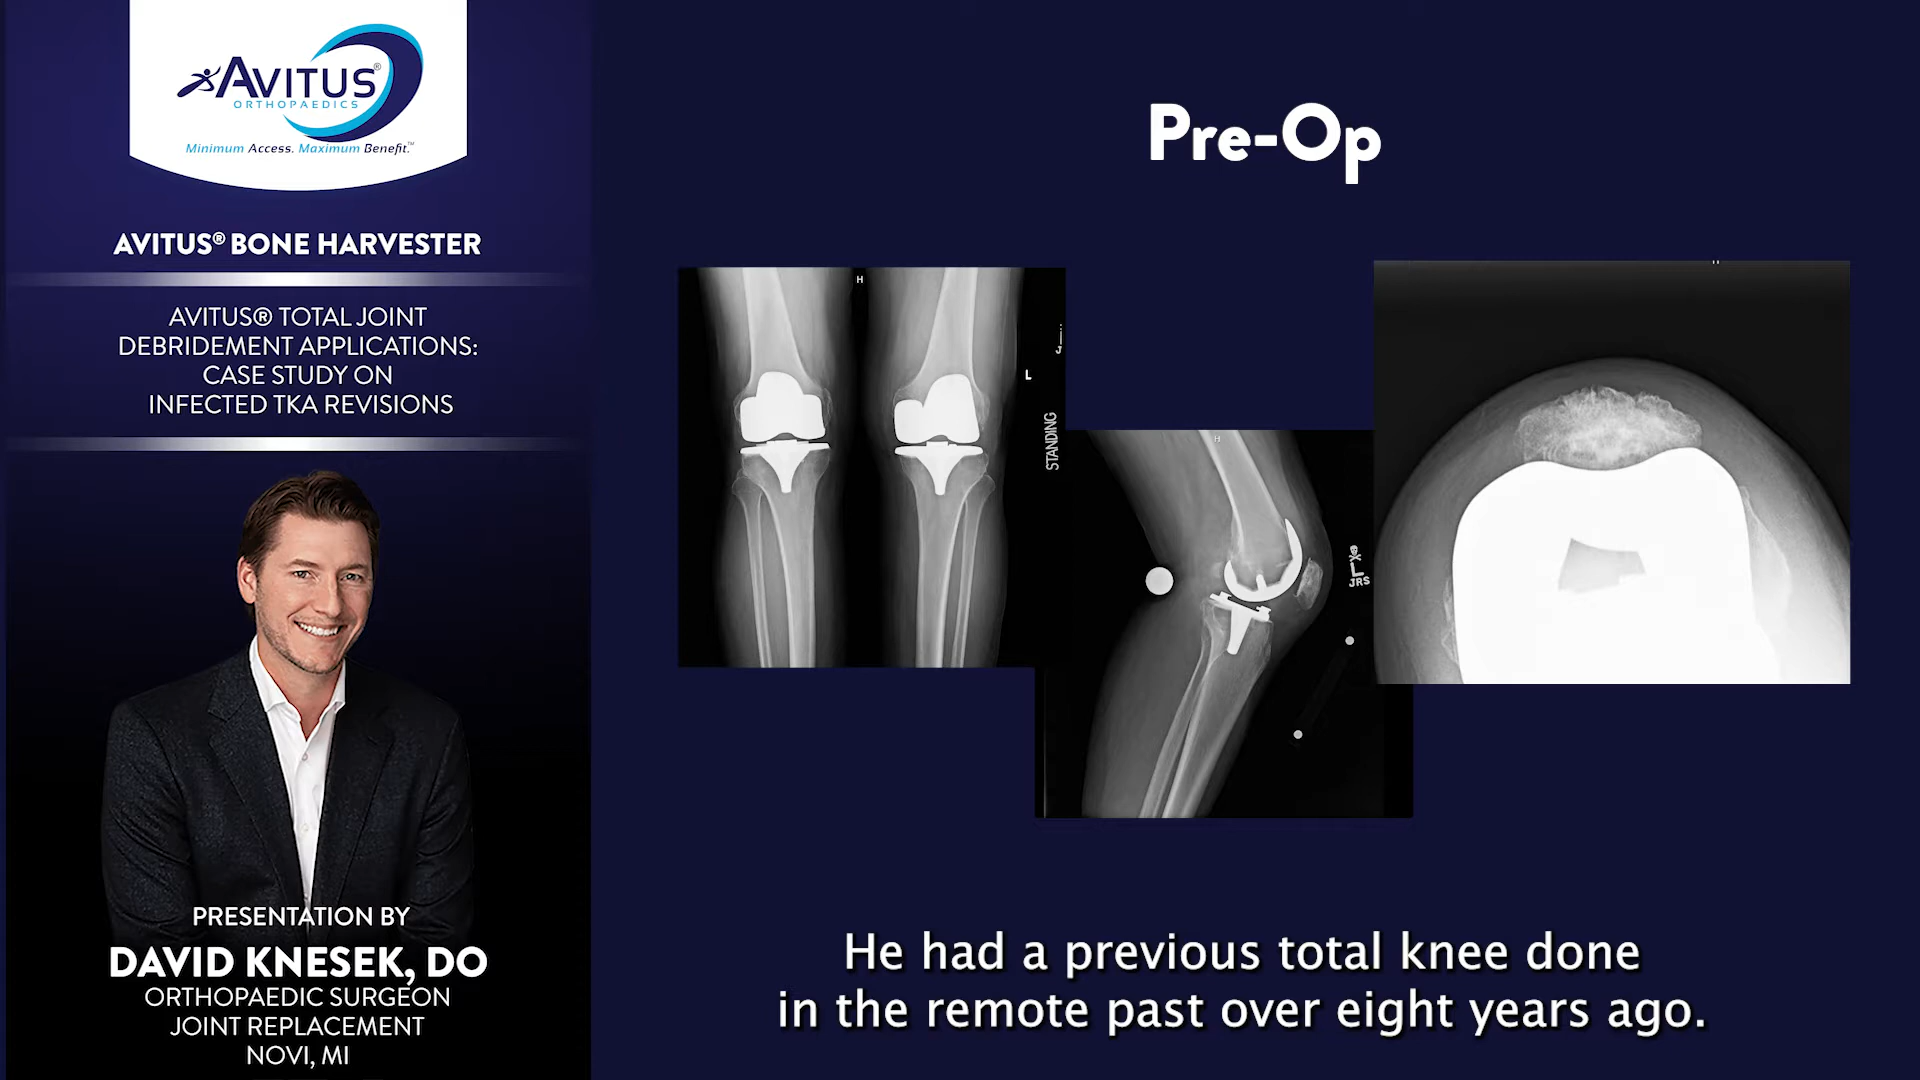 AVITUS®
ORTHOPAEDICS
Minimum Access. Maximum Benefit.™
AVITUS® BONE HARVESTER
AVITUS® TOTAL JOINT
DEBRIDEMENT APPLICATIONS:
CASE STUDY ON
INFECTED TKA REVISIONS
PRESENTATION BY
DAVID KNESEK, DO
ORTHOPAEDIC SURGEON
JOINT REPLACEMENT
NOVI, MI
Pre-Op
H
L
STANDING
H
L
JRS
He had a previous total knee done
in the remote past over eight years ago.